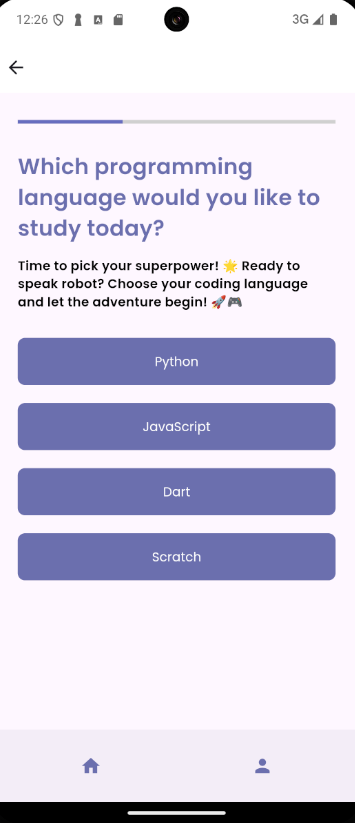 12:26
3G
Which programming
language would you like to
study today?
Time to pick your superpower! 🌟 Ready to
speak robot? Choose your coding language
and let the adventure begin! 🚀🎮
Python
JavaScript
Dart
Scratch